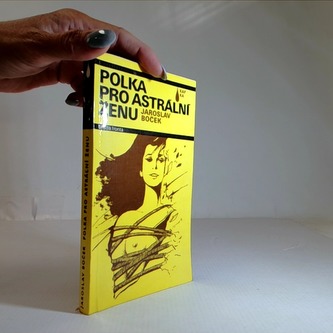 POLKA
PRO ASTRÁLNÍ
ŽENU
JAROSLAV
BOČEK
JAROSLAV BOČEK POLKA PRO ASTRÁLNÍ ŽENU